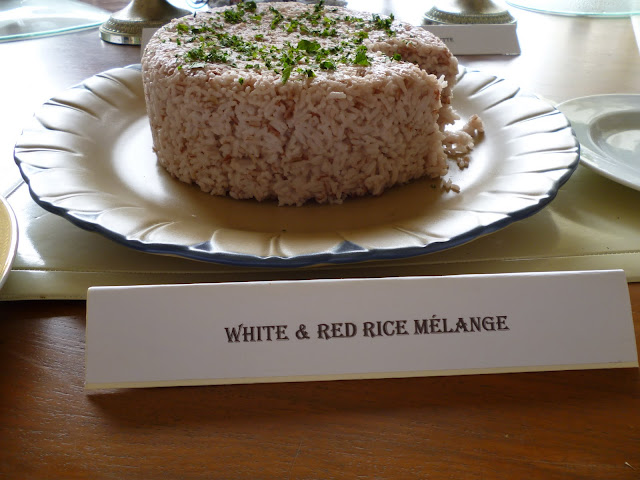 WHITE & RED RICE MÉLANGE